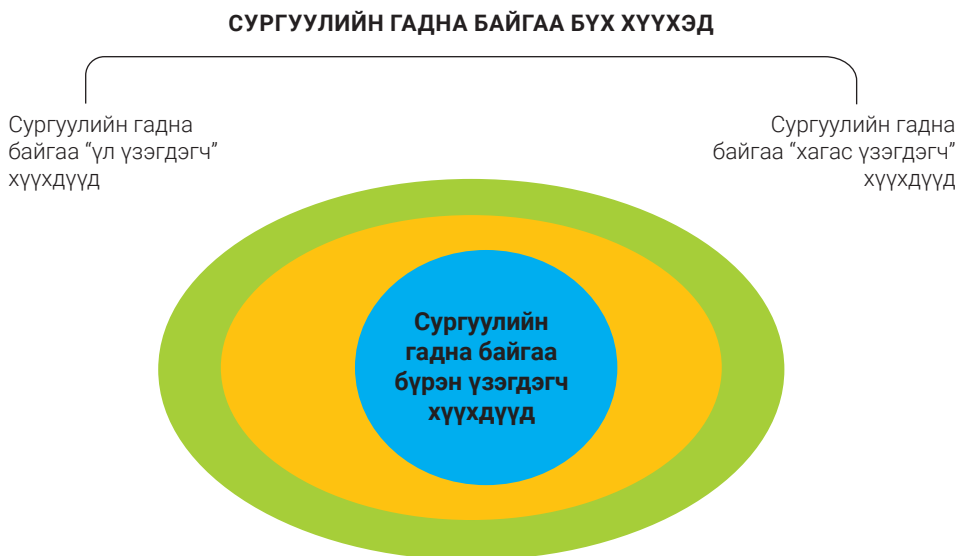 СУРГУУЛИЙН ГАДНА БАЙГАА БҮХ ХҮҮХЭД
Сургуулийн гадна
байгаа “үл үзэгдэгч”
хүүхдүүд
Сургуулийн гадна
байгаа “хагас үзэгдэгч”
хүүхдүүд
Сургуулийн
гадна байгаа
бүрэн үзэгдэгч
хүүхдүүд